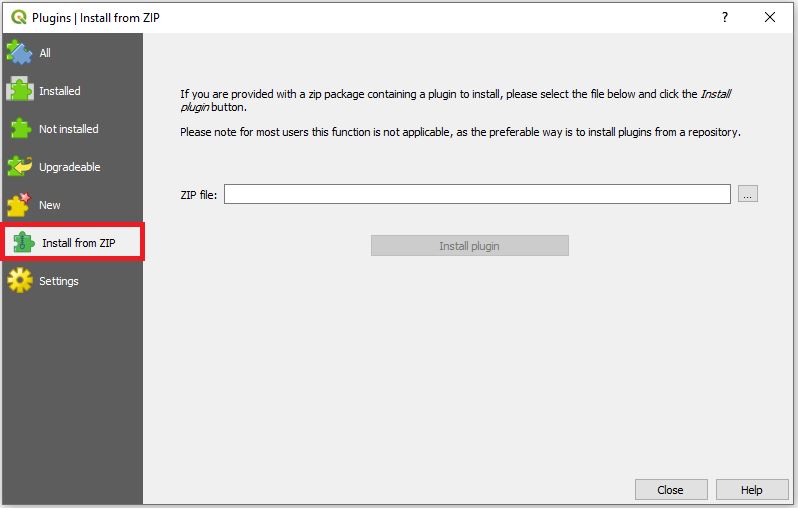 Plugins | Install from ZIP
?
All
Installed
Not installed
Upgradeable
New
Install from ZIP
Settings
If you are provided with a zip package containing a plugin to install, please select the file below and click the Install
plugin button.
Please note for most users this function is not applicable, as the preferable way is to install plugins from a repository.
ZIP file:
...
Install plugin
Close
Help